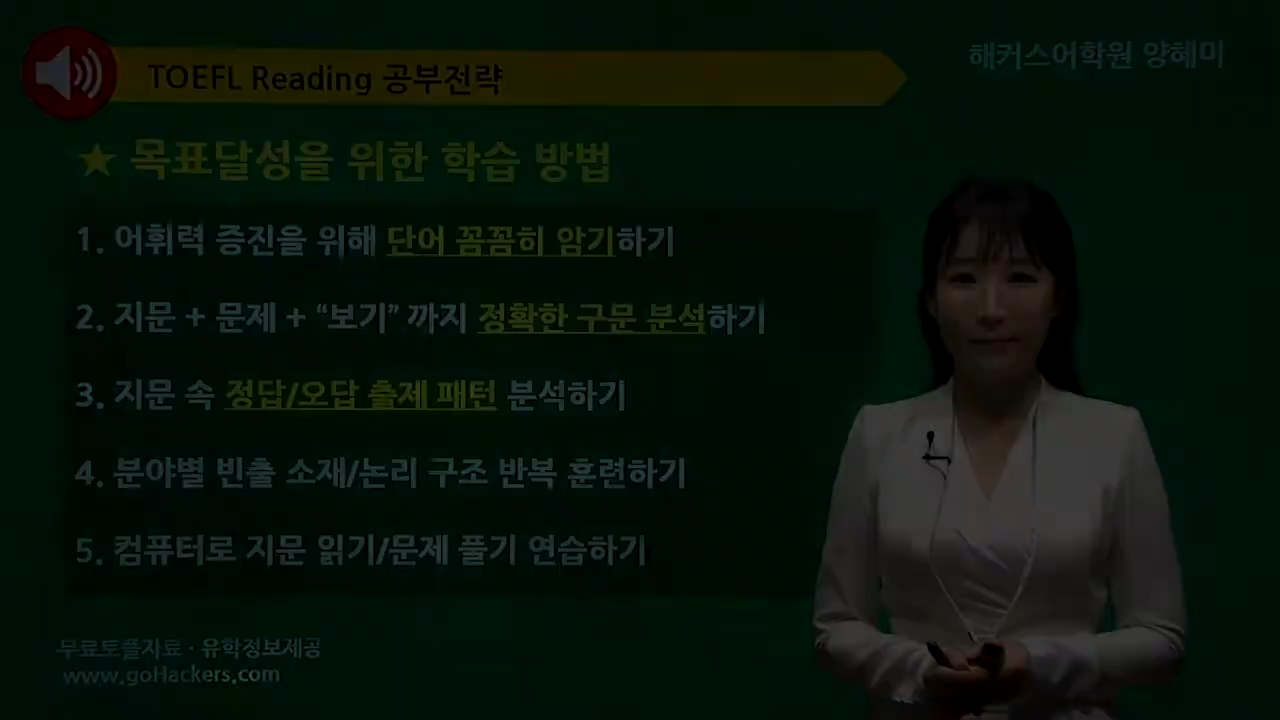 TOEFL Reading 공부전략
해커스어학원 양혜미
★ 목표달성을 위한 학습 방법
1. 어휘력 증진을 위해 단어 꼼꼼히 암기하기
2. 지문 + 문제 + “보기” 까지 정확한 구문 분석하기
3. 지문 속 정답/오답 출제 패턴 분석하기
4. 분야별 빈출 소재/논리 구조 반복 훈련하기
5. 컴퓨터로 지문 읽기/문제 풀기 연습하기
무료토플자료 · 유학정보제공
www.goHackers.com